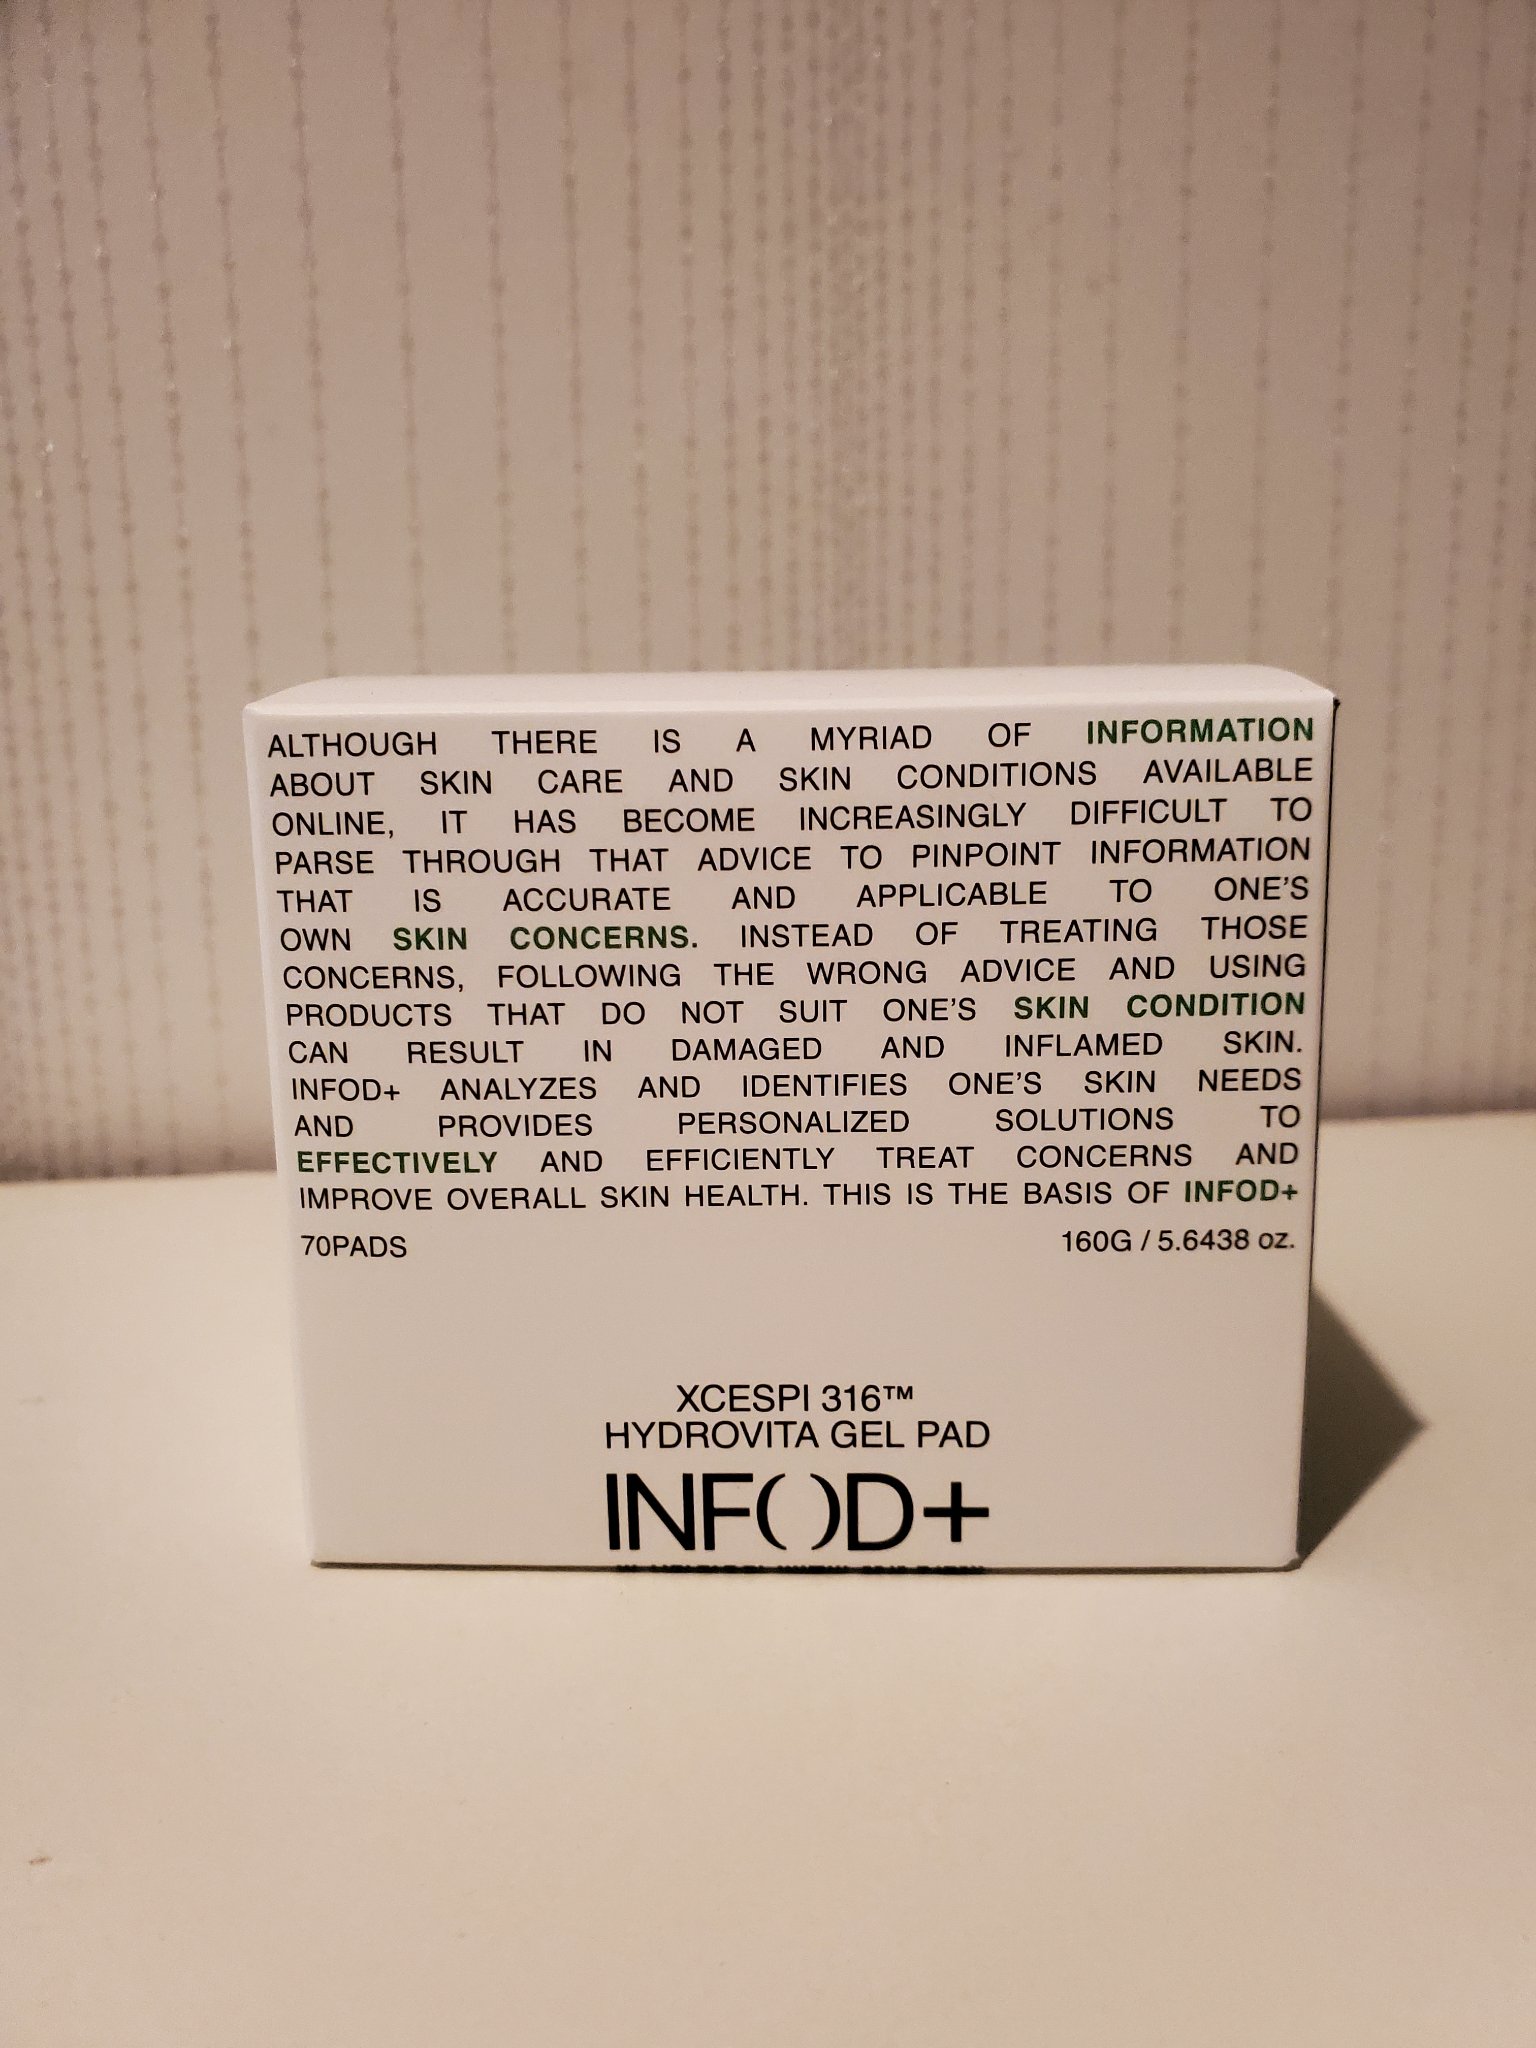 ALTHOUGH THERE IS A MYRIAD OF INFORMATION
ABOUT SKIN CARE AND SKIN CONDITIONS AVAILABLE
ONLINE, IT HAS BECOME INCREASINGLY DIFFICULT TO
PARSE THROUGH THAT ADVICE TO PINPOINT INFORMATION
THAT IS ACCURATE AND APPLICABLE TO ONE'S
OWN SKIN CONCERNS. INSTEAD OF TREATING THOSE
CONCERNS, FOLLOWING THE WRONG ADVICE AND USING
PRODUCTS THAT DO NOT SUIT ONE'S SKIN CONDITION
CAN RESULT IN DAMAGED AND INFLAMED SKIN.
INFOD+ ANALYZES AND IDENTIFIES ONE'S SKIN NEEDS
AND PROVIDES PERSONALIZED SOLUTIONS TO
EFFECTIVELY AND EFFICIENTLY TREAT CONCERNS AND
IMPROVE OVERALL SKIN HEALTH. THIS IS THE BASIS OF INFOD+
70PADS 160G / 5.6438 oz.
XCESPI 316™
HYDROVITA GEL PAD
INF( )D+